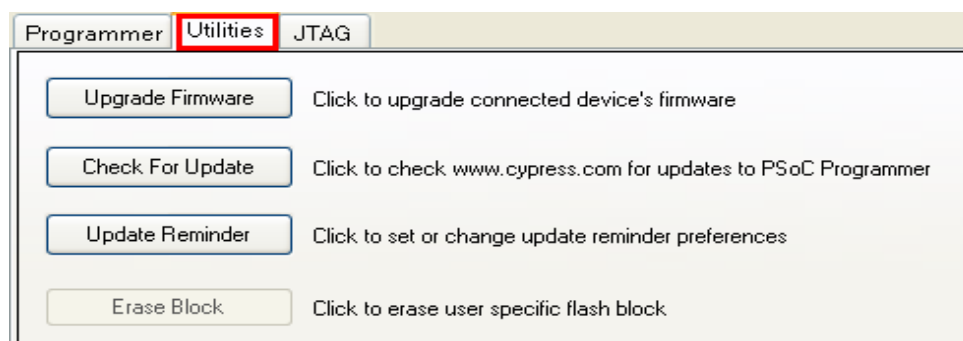 Programmer Utilities JTAG
Upgrade Firmware Click to upgrade connected device's firmware
Check For Update Click to check www.cypress.com for updates to PSoC Programmer
Update Reminder Click to set or change update reminder preferences
Erase Block Click to erase user specific flash block